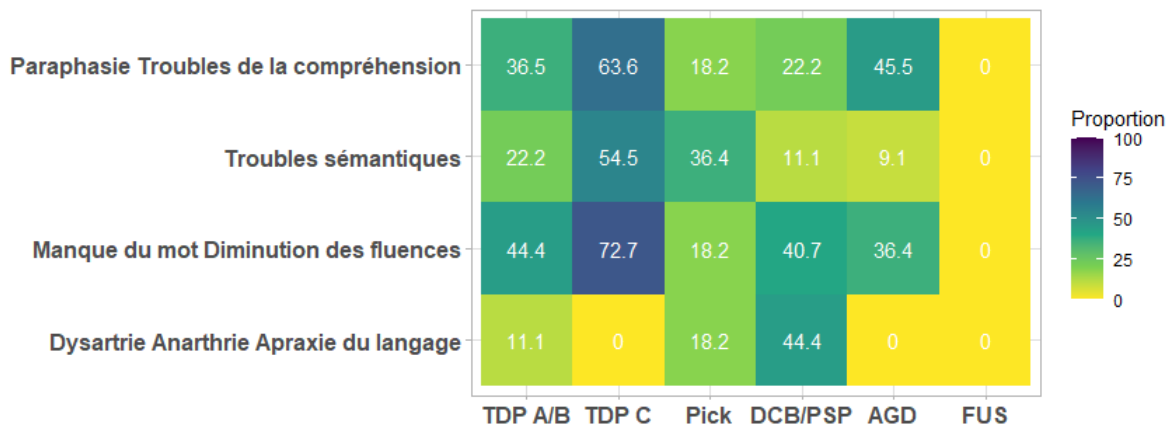 Paraphasie Troubles de la compréhension 36.5 63.6 18.2 22.2 45.5 0
Troubles sémantiques 22.2 54.5 36.4 11.1 9.1 0
Manque du mot Diminution des fluences 44.4 72.7 18.2 40.7 36.4 0
Dysartrie Anarthrie Apraxie du langage 11.1 0 18.2 44.4 0 0
TDP A/B TDP C Pick DCB/PSP AGD FUS
Proportion
100
75
50
25
0